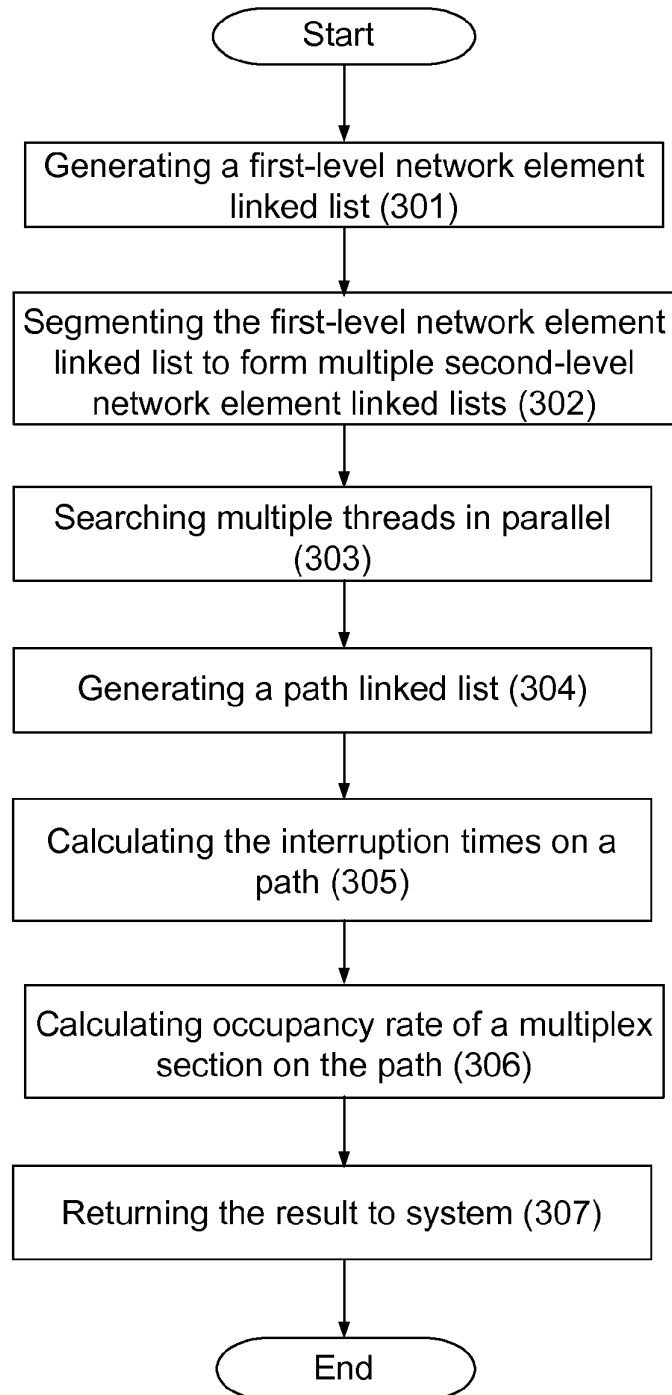 Start
Generating a first-level network element
linked list (301)
Segmenting the first-level network element
linked list to form multiple second-level
network element linked lists (302)
Searching multiple threads in parallel
(303)
Generating a path linked list (304)
Calculating the interruption times on a
path (305)
Calculating occupancy rate of a multiplex
section on the path (306)
Returning the result to system (307)
End